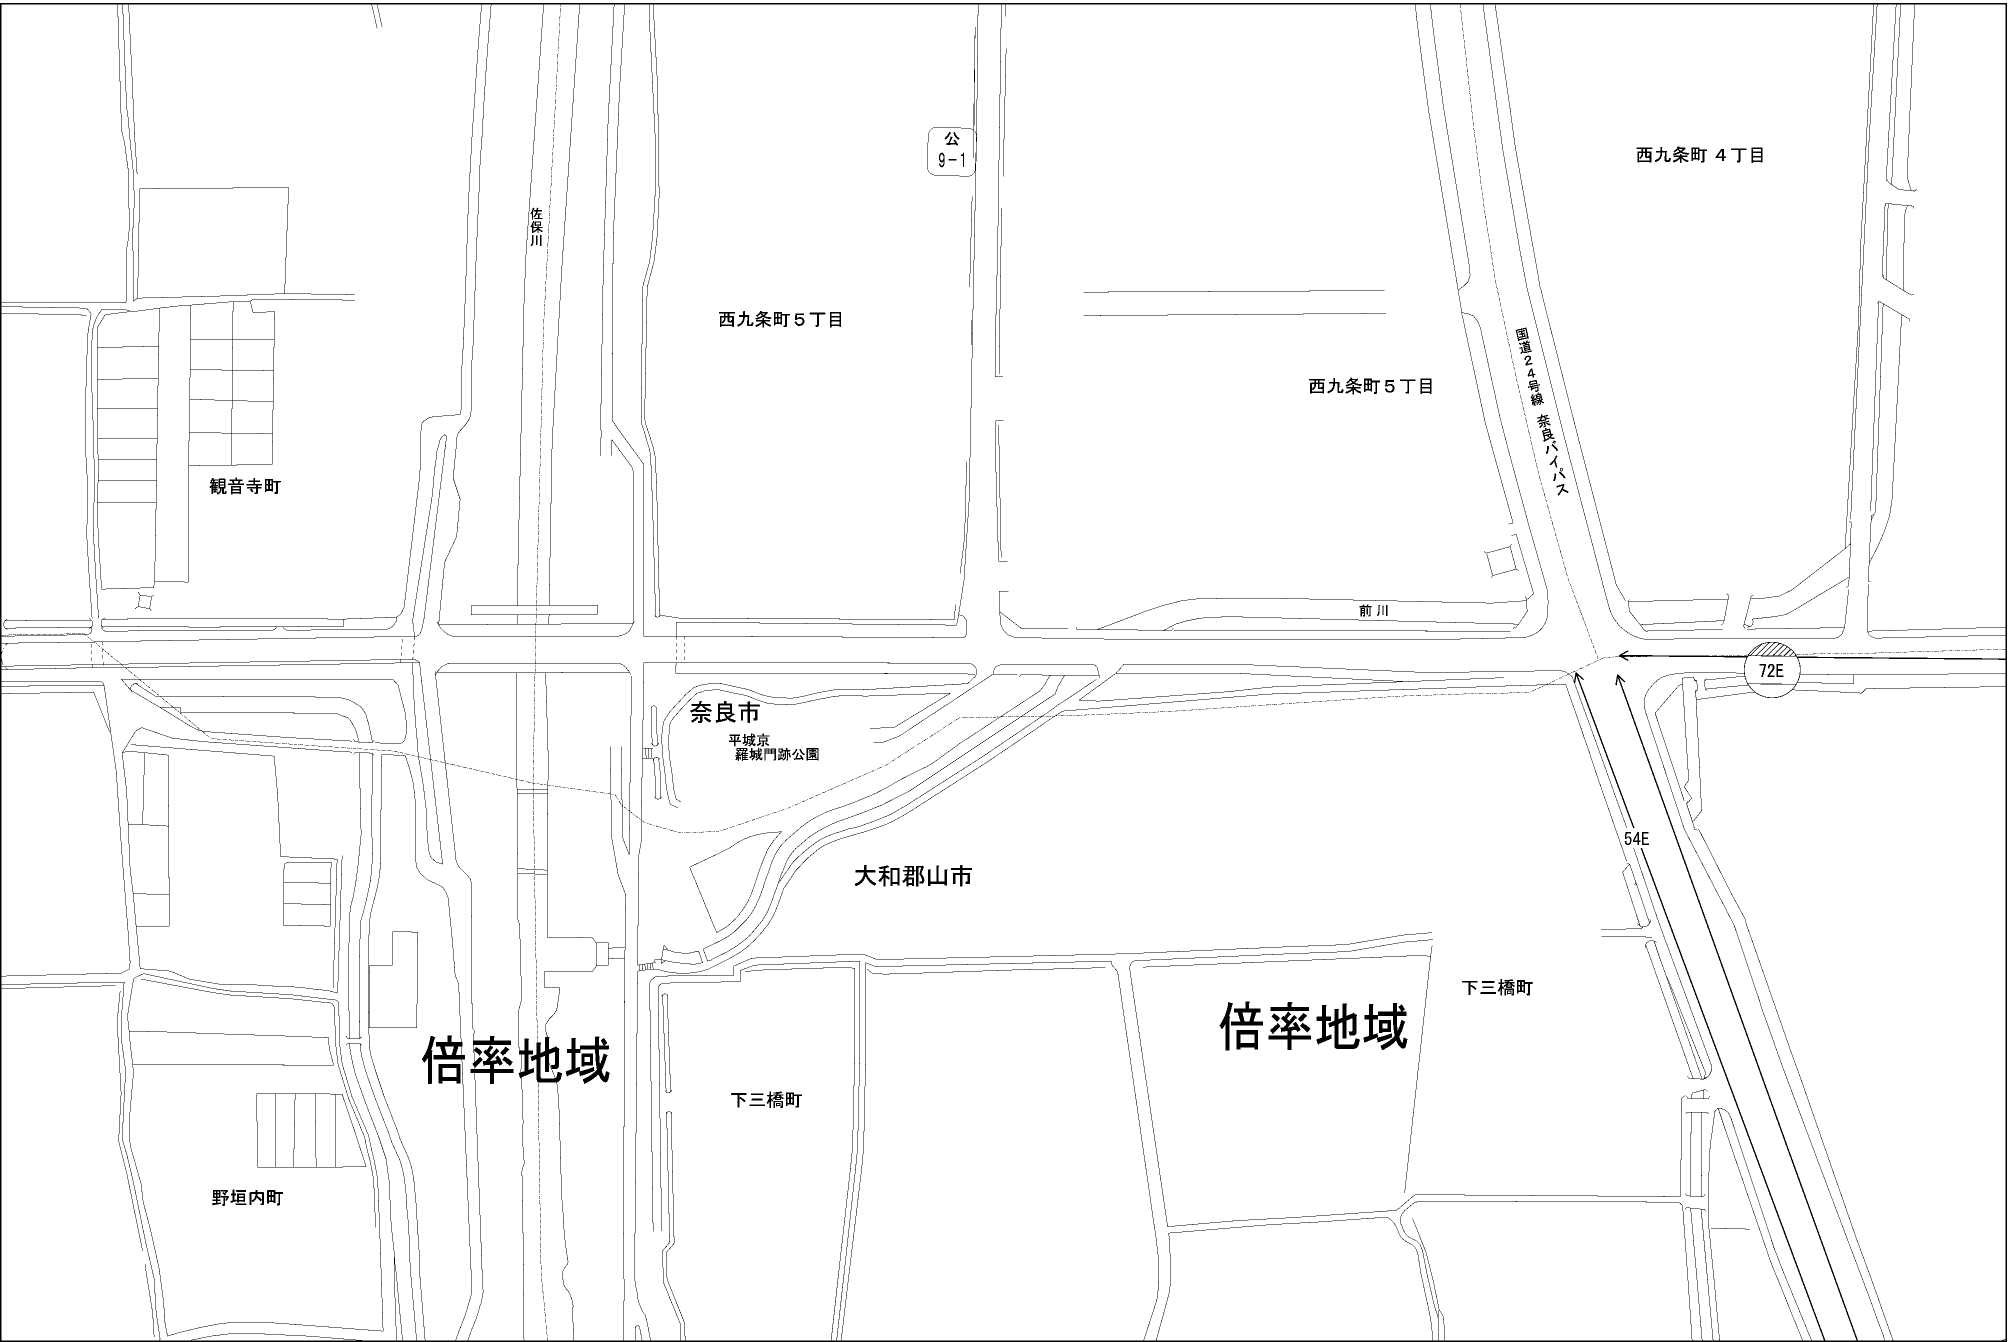 公
9-1
西九条町 4丁目
佐保川
西九条町5丁目
国道24号線 奈良バイパス
西九条町5丁目
観音寺町
前川
72E
奈良市
平城京
羅城門跡公園
54E
大和郡山市
下三橋町
倍率地域
倍率地域
下三橋町
野垣内町